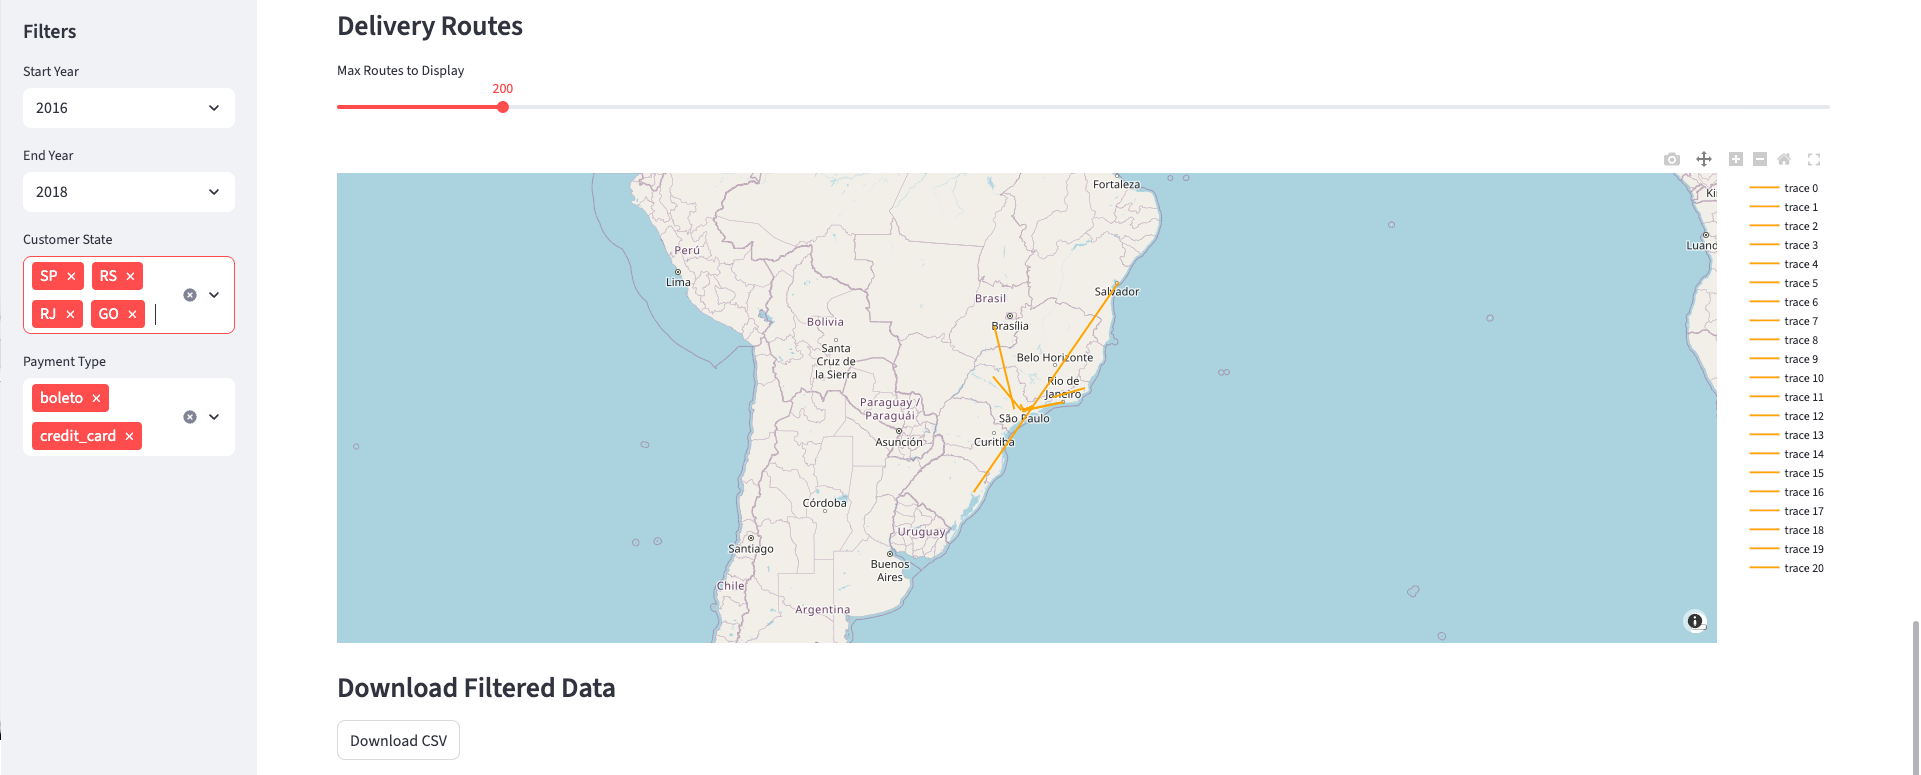 Filters
Start Year
2016
End Year
2018
Customer State
SP × RS ×
RJ × GO ×
Payment Type
boleto ×
credit_card ×
Delivery Routes
Max Routes to Display
200
Fortaleza
Perú
Lima
Brasil
Salvador
Bolivia
Brasília
Santa
Cruz de
la Sierra
Belo Horizonte
Rio de
Janeiro
Paraguay /
Paraguái
São Paulo
Asunción
Curitiba
Córdoba
Uruguay
Santiago
Buenos
Aires
Chile
Argentina
Ki
Luand
trace 0
trace 1
trace 2
trace 3
trace 4
trace 5
trace 6
trace 7
trace 8
trace 9
trace 10
trace 11
trace 12
trace 13
trace 14
trace 15
trace 16
trace 17
trace 18
trace 19
trace 20
Download Filtered Data
Download CSV